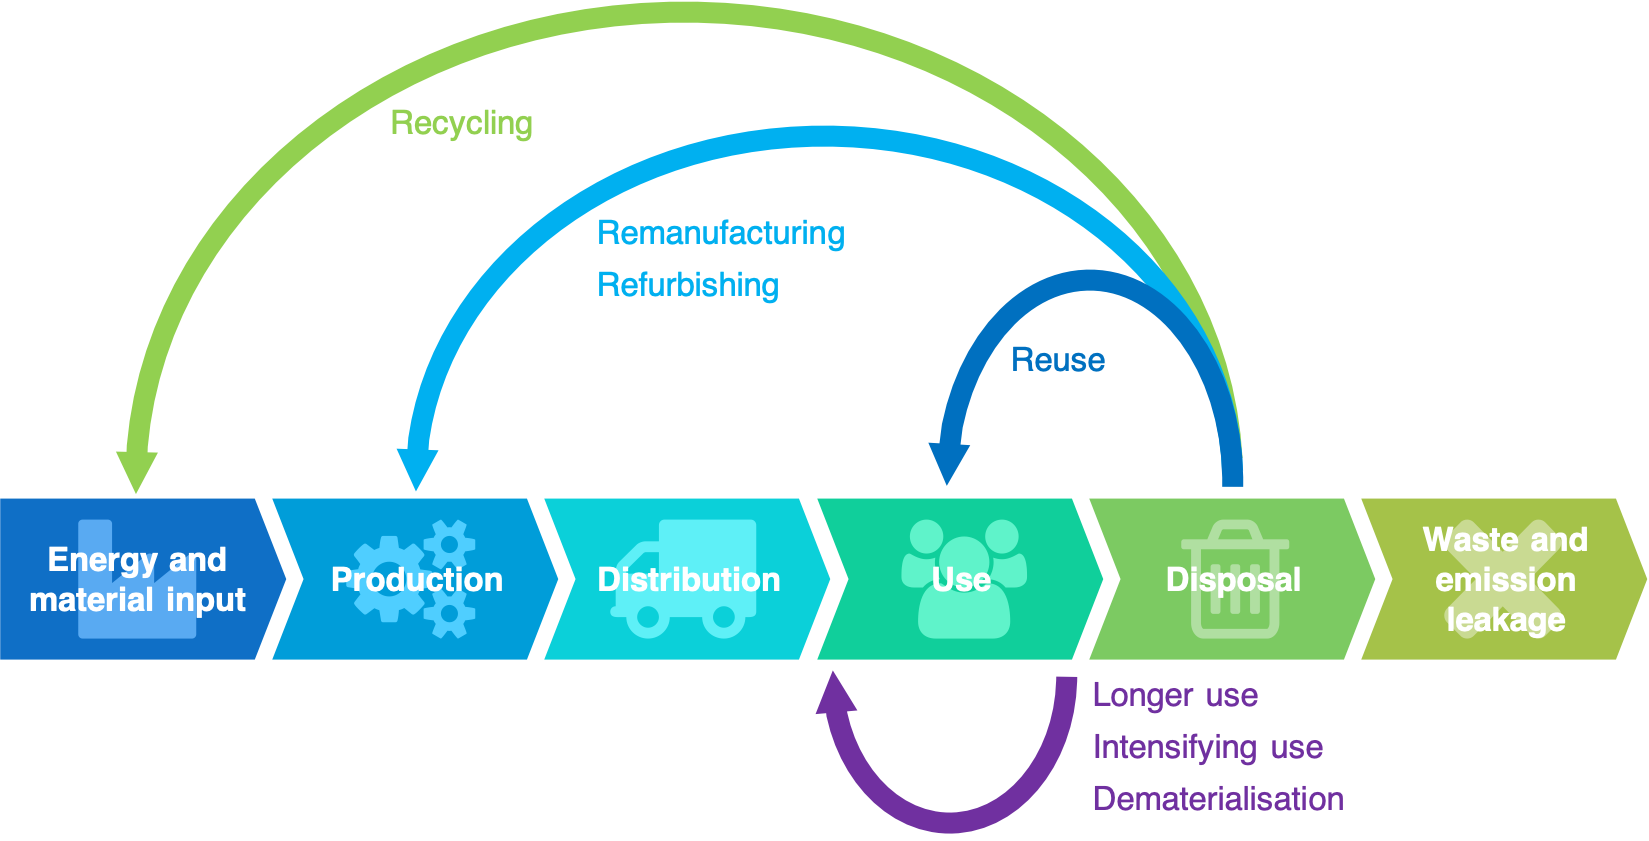 Recycling
Remanufacturing
Refurbishing
Reuse
Energy and
material input
Production
Distribution
Use
Disposal
Waste and
emission
leakage
Longer use
Intensifying use
Dematerialisation